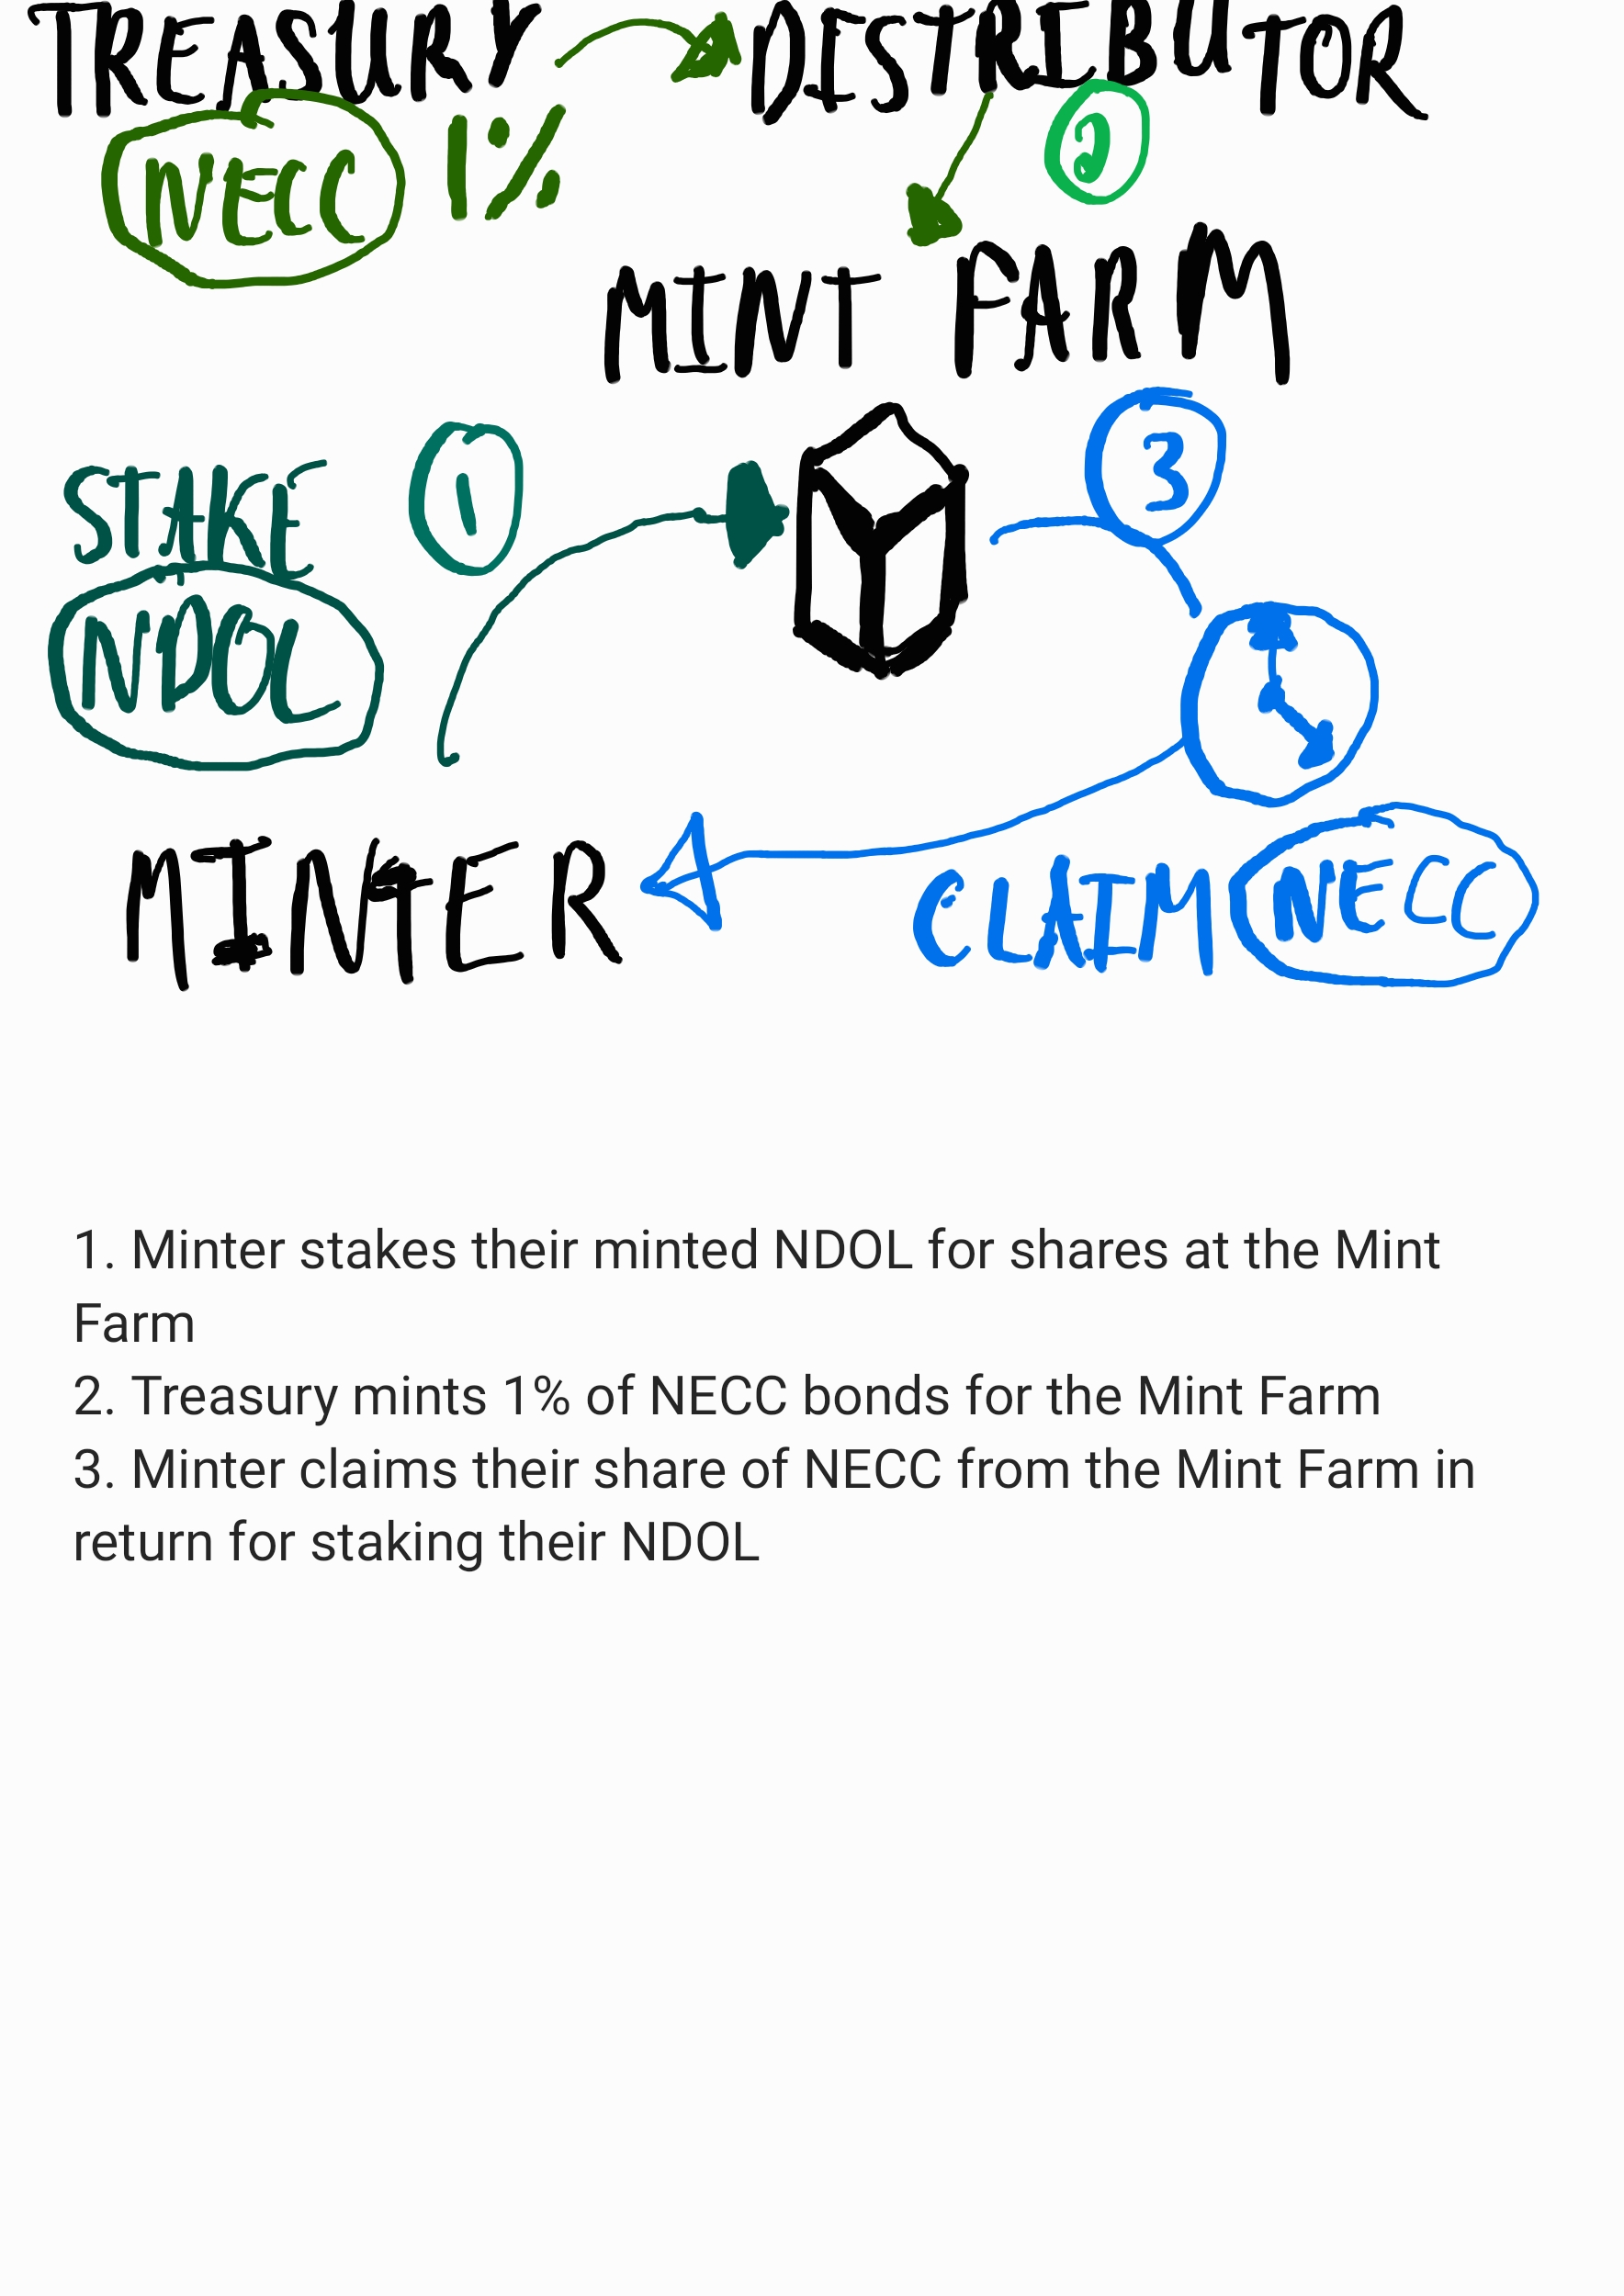 TREASURY DISTRIBUTOR
NECC 1% 2
MINT FARM
STAKE 1 3
NDOL
MINTER CLAIM NECC
1. Minter stakes their minted NDOL for shares at the Mint
Farm
2. Treasury mints 1% of NECC bonds for the Mint Farm
3. Minter claims their share of NECC from the Mint Farm in
return for staking their NDOL